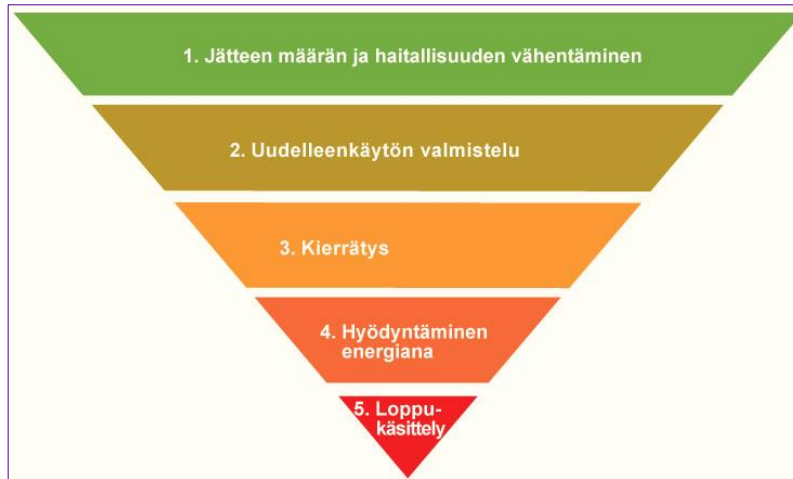 1. Jätteen määrän ja haitallisuuden vähentäminen
2. Uudelleenkäytön valmistelu
3. Kierrätys
4. Hyödyntäminen
energiana
5. Loppu-
käsittely